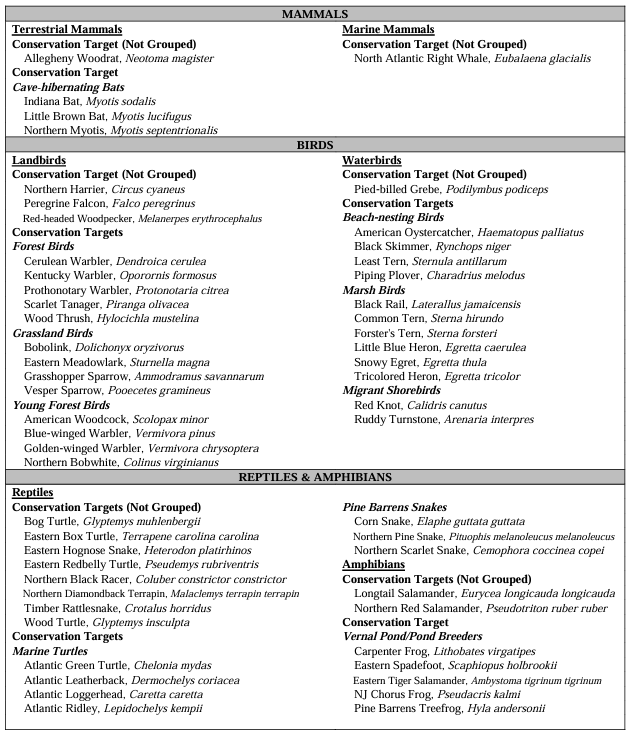 MAMMALS
Terrestrial Mammals
Conservation Target (Not Grouped)
Allegheny Woodrat, Neotoma magister
Conservation Target
Cave-hibernating Bats
Indiana Bat, Myotis sodalis
Little Brown Bat, Myotis lucifugus
Northern Myotis, Myotis septentrionalis
Marine Mammals
Conservation Target (Not Grouped)
North Atlantic Right Whale, Eubalaena glacialis
BIRDS
Landbirds
Conservation Target (Not Grouped)
Northern Harrier, Circus cyaneus
Peregrine Falcon, Falco peregrinus
Red-headed Woodpecker, Melanerpes erythrocephalus
Conservation Targets
Forest Birds
Cerulean Warbler, Dendroica cerulea
Kentucky Warbler, Oporornis formosus
Prothonotary Warbler, Protonotaria citrea
Scarlet Tanager, Piranga olivacea
Wood Thrush, Hylocichla mustelina
Grassland Birds
Bobolink, Dolichonyx oryzivorus
Eastern Meadowlark, Sturnella magna
Grasshopper Sparrow, Ammodramus savannarum
Vesper Sparrow, Pooecetes gramineus
Young Forest Birds
American Woodcock, Scolopax minor
Blue-winged Warbler, Vermivora pinus
Golden-winged Warbler, Vermivora chrysoptera
Northern Bobwhite, Colinus virginianus
Waterbirds
Conservation Target (Not Grouped)
Pied-billed Grebe, Podilymbus podiceps
Conservation Targets
Beach-nesting Birds
American Oystercatcher, Haematopus palliatus
Black Skimmer, Rynchops niger
Least Tern, Sternula antillarum
Piping Plover, Charadrius melodus
Marsh Birds
Black Rail, Laterallus jamaicensis
Common Tern, Sterna hirundo
Forster's Tern, Sterna forsteri
Little Blue Heron, Egretta caerulea
Snowy Egret, Egretta thula
Tricolored Heron, Egretta tricolor
Migrant Shorebirds
Red Knot, Calidris canutus
Ruddy Turnstone, Arenaria interpres
REPTILES & AMPHIBIANS
Reptiles
Conservation Targets (Not Grouped)
Bog Turtle, Glyptemys muhlenbergii
Eastern Box Turtle, Terrapene carolina carolina
Eastern Hognose Snake, Heterodon platirhinos
Eastern Redbelly Turtle, Pseudemys rubriventris
Northern Black Racer, Coluber constrictor constrictor
Northern Diamondback Terrapin, Malaclemys terrapin terrapin
Timber Rattlesnake, Crotalus horridus
Wood Turtle, Glyptemys insculpta
Conservation Targets
Marine Turtles
Atlantic Green Turtle, Chelonia mydas
Atlantic Leatherback, Dermochelys coriacea
Atlantic Loggerhead, Caretta caretta
Atlantic Ridley, Lepidochelys kempii
Pine Barrens Snakes
Corn Snake, Elaphe guttata guttata
Northern Pine Snake, Pituophis melanoleucus melanoleucus
Northern Scarlet Snake, Cemophora coccinea copei
Amphibians
Conservation Targets (Not Grouped)
Longtail Salamander, Eurycea longicauda longicauda
Northern Red Salamander, Pseudotriton ruber ruber
Conservation Target
Vernal Pond/Pond Breeders
Carpenter Frog, Lithobates virgatipes
Eastern Spadefoot, Scaphiopus holbrookii
Eastern Tiger Salamander, Ambystoma tigrinum tigrinum
NJ Chorus Frog, Pseudacris kalmi
Pine Barrens Treefrog, Hyla andersonii